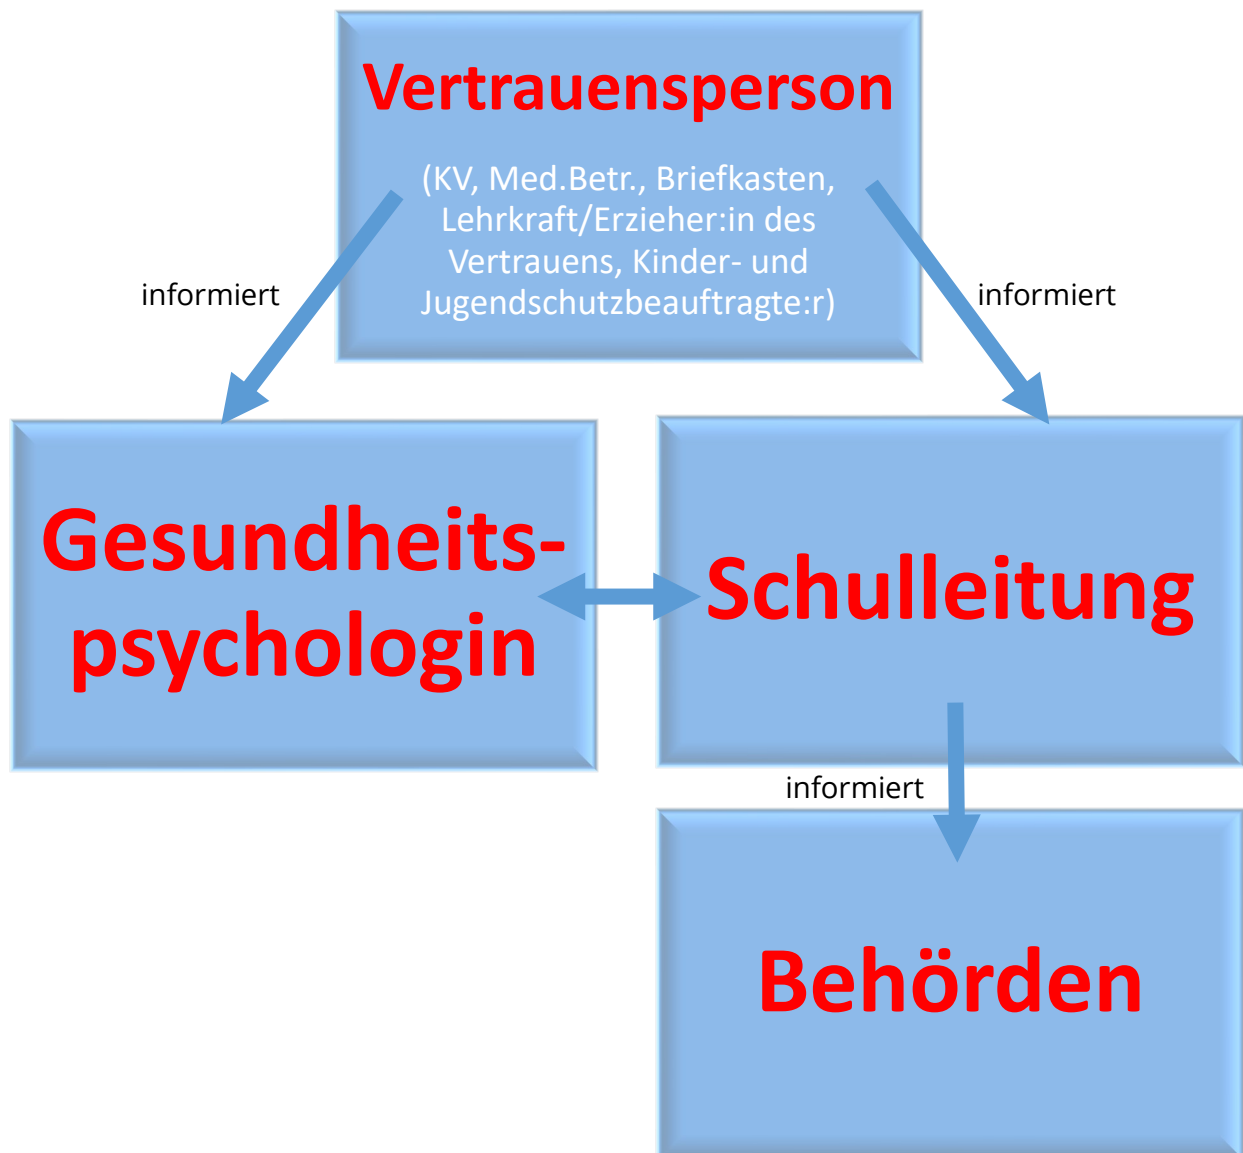 Vertrauensperson
(KV, Med.Betr., Briefkasten,
Lehrkraft/Erzieher:in des
Vertrauens, Kinder- und
Jugendschutzbeauftragte:r)
informiert
informiert
Gesundheits-
psychologin
Schulleitung
informiert
Behörden